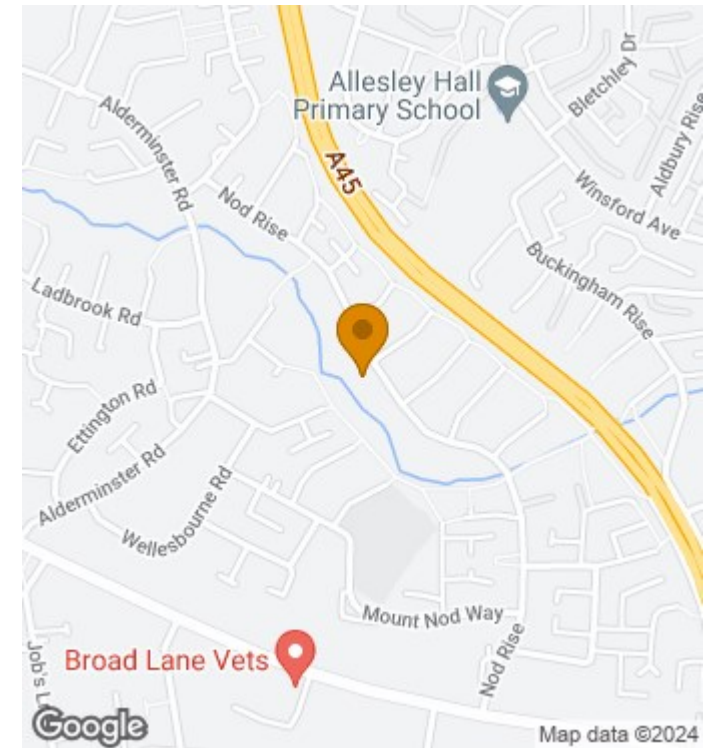 Allesley Hall
Primary School
Bletchley Dr
Aldbury Rise
Alderminster Rd
A45
Winsford Ave
Nod Rise
Buckingham Rise
Ladbrook Rd
Ettington Rd
Alderminster Rd
Wellesbourne Rd
Mount Nod Way
Broad Lane Vets
Nod Rise
Job's L
Google
Map data ©2024